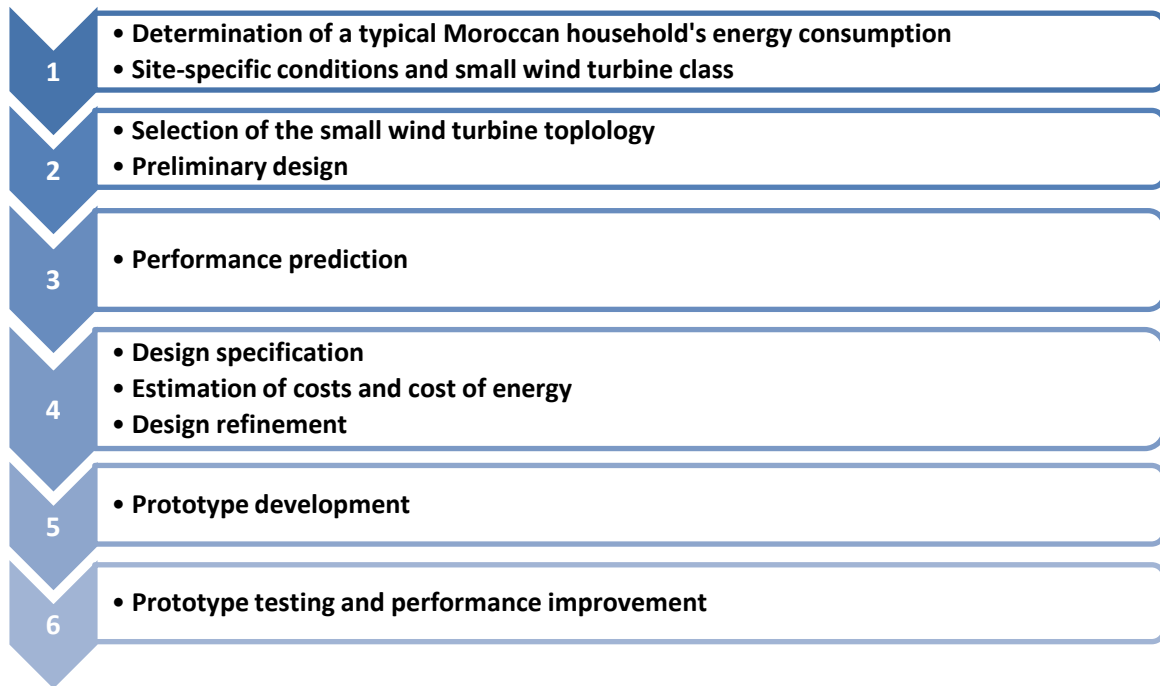 1
• Determination of a typical Moroccan household's energy consumption
• Site-specific conditions and small wind turbine class
2
• Selection of the small wind turbine toplology
• Preliminary design
3
• Performance prediction
4
• Design specification
• Estimation of costs and cost of energy
• Design refinement
5
• Prototype development
6
• Prototype testing and performance improvement